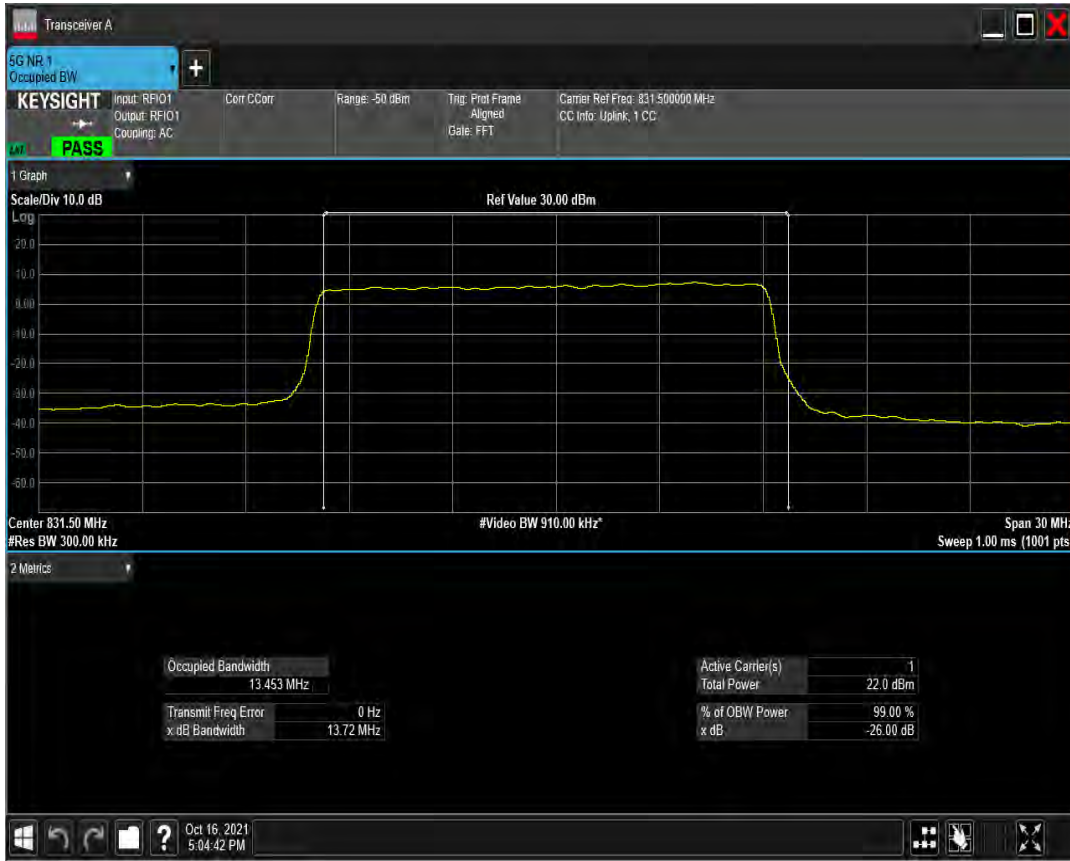 Transceiver A
5G NR 1
Occupied BW
+
KEYSIGHT
PASS
Input: RFIO1
Output: RFIO1
Coupling: AC
Corr CCorr
Range: -50 dBm
Trig: Prot Frame
Aligned
Gate: FFT
Carrier Ref Freq: 831.500000 MHz
CC Info: Uplink, 1 CC
1 Graph
Scale/Div 10.0 dB
Ref Value 30.00 dBm
Log
20.0
10.0
0.00
-10.0
-20.0
-30.0
-40.0
-50.0
-60.0
Center 831.50 MHz
#Video BW 910.00 kHz*
Span 30 MHz
#Res BW 300.00 kHz
Sweep 1.00 ms (1001 pts
2 Metrics
Occupied Bandwidth
13.453 MHz
Transmit Freq Error 0 Hz
x dB Bandwidth 13.72 MHz
Active Carrier(s) 1
Total Power 22.0 dBm
% of OBW Power 99.00 %
x dB -26.00 dB
?
Oct 16, 2021
5:04:42 PM